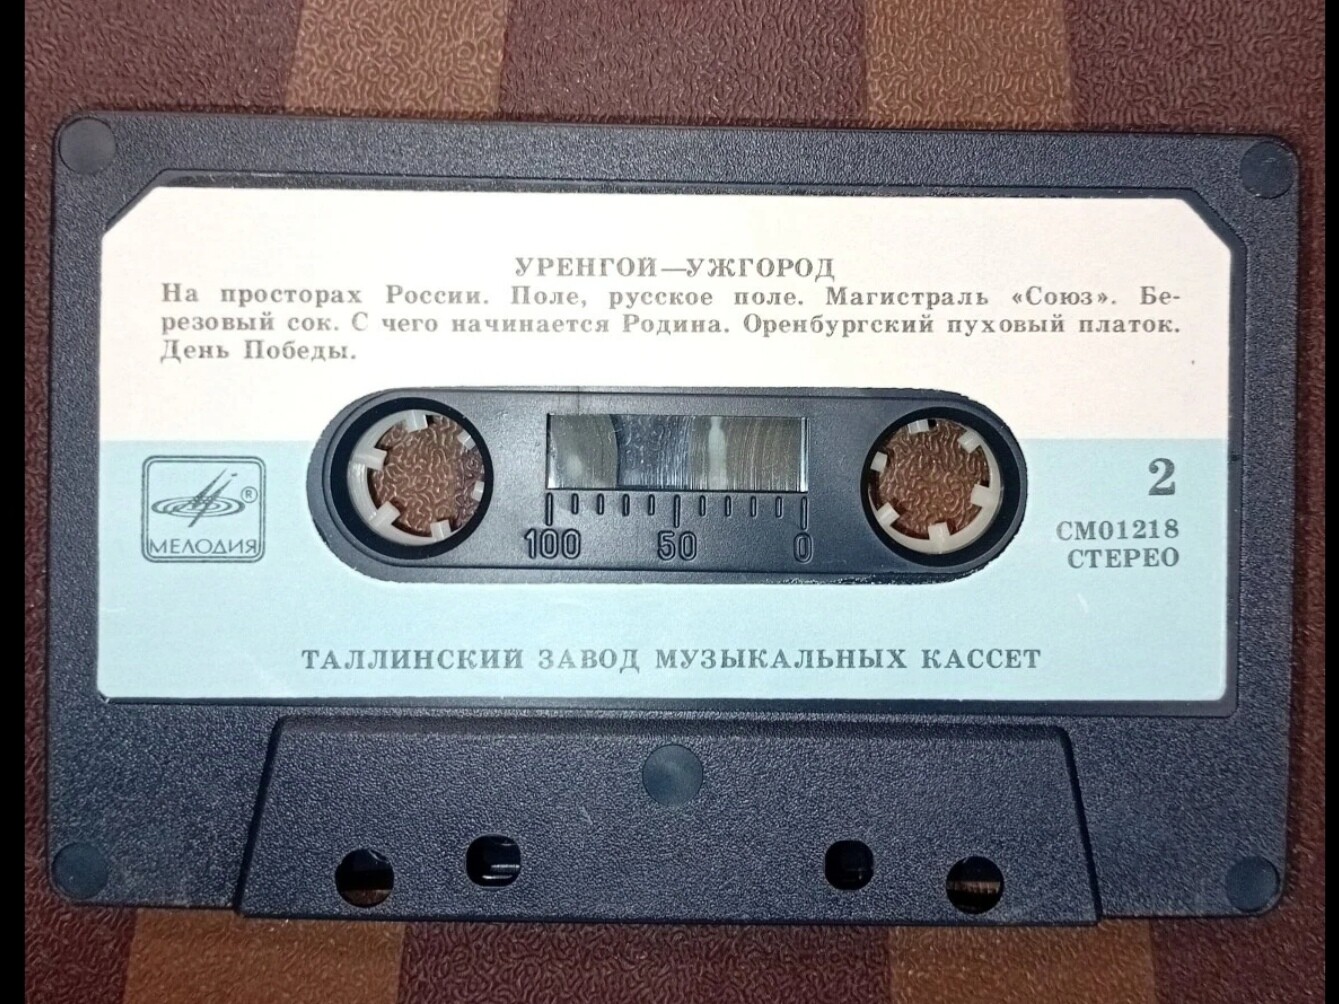 УРЕНГОЙ—УЖГОРОД
На просторах России. Поле, русское поле. Магистраль «Союз». Бе-
резовый сок. С чего начинается Родина. Оренбургский пуховый платок.
День Победы.
МЕЛОДИЯ ®
100 50 0
2
СМ01218
СТЕРЕО
ТАЛЛИНСКИЙ ЗАВОД МУЗЫКАЛЬНЫХ КАССЕТ